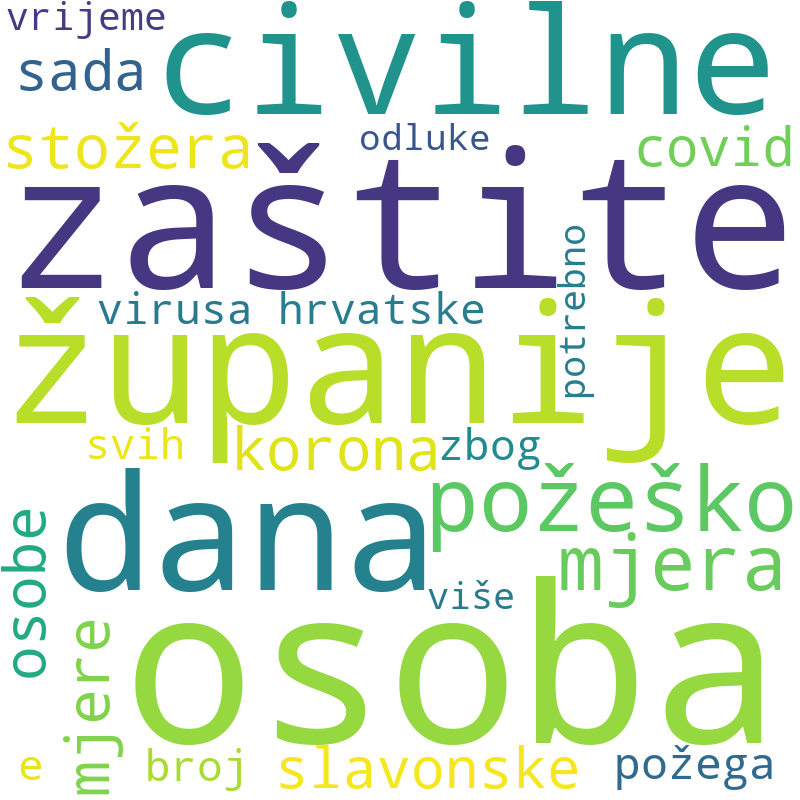 vrijeme
civilne
sada
stožera
odluke
covid
zaštite
potrebno
virusa hrvatske
županije
svih
korona
zbog
dana
požeško
mjera
osobe
više
mjere
osoba
e
broj
slavonske
požega